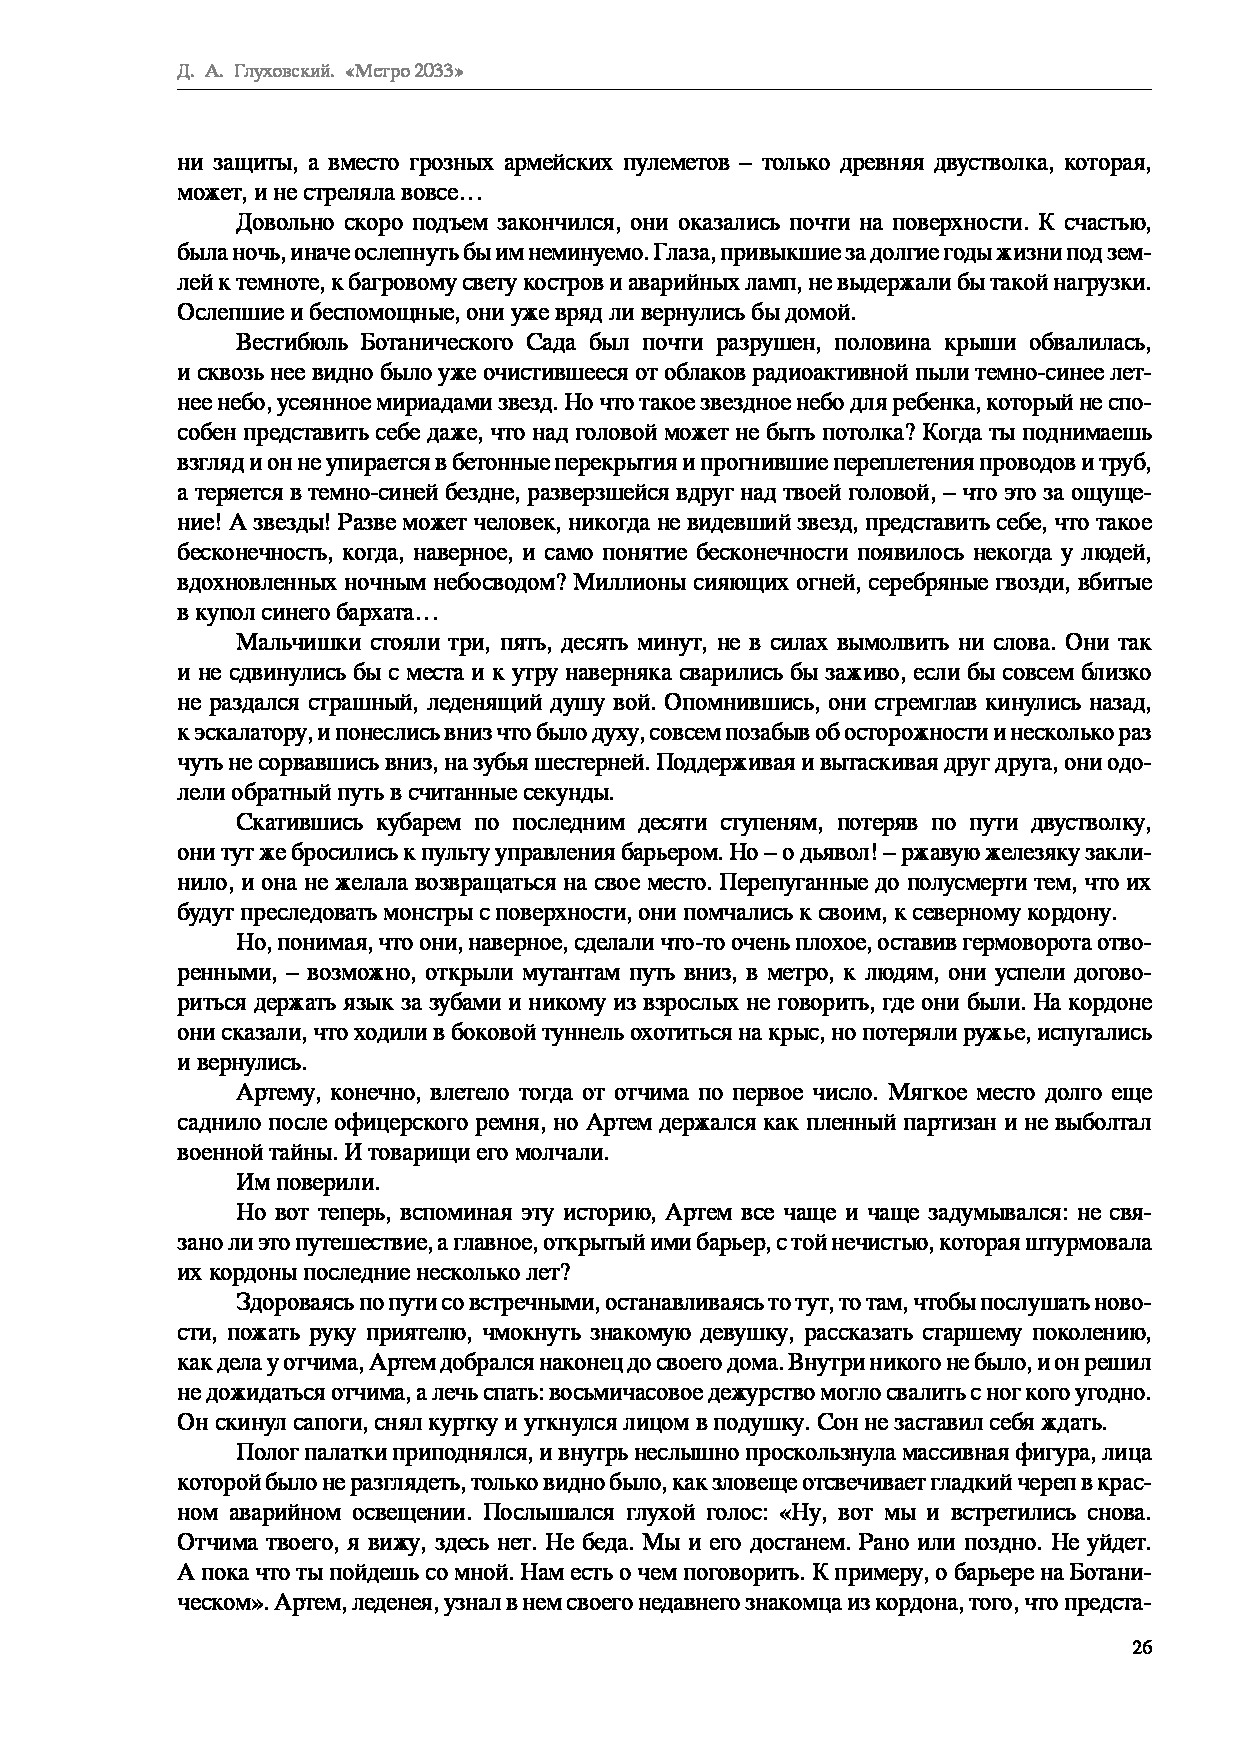 Д. А. Глуховский. «Метро 2033»
ни защиты, а вместо грозных армейских пулеметов – только древняя двустволка, которая,
может, и не стреляла вовсе…
Довольно скоро подъем закончился, они оказались почти на поверхности. К счастью,
была ночь, иначе ослепнуть бы им неминуемо. Глаза, привыкшие за долгие годы жизни под зем-
лей к темноте, к багровому свету костров и аварийных ламп, не выдержали бы такой нагрузки.
Ослепшие и беспомощные, они уже вряд ли вернулись бы домой.
Вестибюль Ботанического Сада был почти разрушен, половина крыши обвалилась,
и сквозь нее видно было уже очистившееся от облаков радиоактивной пыли темно-синее лет-
нее небо, усеянное мириадами звезд. Но что такое звездное небо для ребенка, который не спо-
собен представить себе даже, что над головой может не быть потолка? Когда ты поднимаешь
взгляд и он не упирается в бетонные перекрытия и прогнившие переплетения проводов и труб,
а теряется в темно-синей бездне, разверзшейся вдруг над твоей головой, – что это за ощуще-
ние! А звезды! Разве может человек, никогда не видевший звезд, представить себе, что такое
бесконечность, когда, наверное, и само понятие бесконечности появилось некогда у людей,
вдохновленных ночным небосводом? Миллионы сияющих огней, серебряные гвозди, вбитые
в купол синего бархата…
Мальчишки стояли три, пять, десять минут, не в силах вымолвить ни слова. Они так
и не сдвинулись бы с места и к утру наверняка сварились бы заживо, если бы совсем близко
не раздался страшный, леденящий душу вой. Опомнившись, они стремглав кинулись назад,
к эскалатору, и понеслись вниз что было духу, совсем позабыв об осторожности и несколько раз
чуть не сорвавшись вниз, на зубья шестерней. Поддерживая и вытаскивая друг друга, они одо-
лели обратный путь в считанные секунды.
Скатившись кубарем по последним десяти ступеням, потеряв по пути двустволку,
они тут же бросились к пульту управления барьером. Но – о дьявол! – ржавую железяку закли-
нило, и она не желала возвращаться на свое место. Перепуганные до полусмерти тем, что их
будут преследовать монстры с поверхности, они помчались к своим, к северному кордону.
Но, понимая, что они, наверное, сделали что-то очень плохое, оставив гермоворота отво-
ренными, – возможно, открыли мутантам путь вниз, в метро, к людям, они успели догово-
риться держать язык за зубами и никому из взрослых не говорить, где они были. На кордоне
они сказали, что ходили в боковой туннель охотиться на крыс, но потеряли ружье, испугались
и вернулись.
Артему, конечно, влетело тогда от отчима по первое число. Мягкое место долго еще
саднило после офицерского ремня, но Артем держался как пленный партизан и не выболтал
военной тайны. И товарищи его молчали.
Им поверили.
Но вот теперь, вспоминая эту историю, Артем все чаще и чаще задумывался: не свя-
зано ли это путешествие, а главное, открытый ими барьер, с той нечистью, которая штурмовала
их кордоны последние несколько лет?
Здороваясь по пути со встречными, останавливаясь то тут, то там, чтобы послушать ново-
сти, пожать руку приятелю, чмокнуть знакомую девушку, рассказать старшему поколению,
как дела у отчима, Артем добрался наконец до своего дома. Внутри никого не было, и он решил
не дожидаться отчима, а лечь спать: восьмичасовое дежурство могло свалить с ног кого угодно.
Он скинул сапоги, снял куртку и уткнулся лицом в подушку. Сон не заставил себя ждать.
Полог палатки приподнялся, и внутрь неслышно проскользнула массивная фигура, лица
которой было не разглядеть, только видно было, как зловеще отсвечивает гладкий череп в крас-
ном аварийном освещении. Послышался глухой голос: «Ну, вот мы и встретились снова.
Отчима твоего, я вижу, здесь нет. Не беда. Мы и его достанем. Рано или поздно. Не уйдет.
А пока что ты пойдешь со мной. Нам есть о чем поговорить. К примеру, о барьере на Ботани-
ческом». Артем, леденея, узнал в нем своего недавнего знакомца из кордона, того, что предста-
26